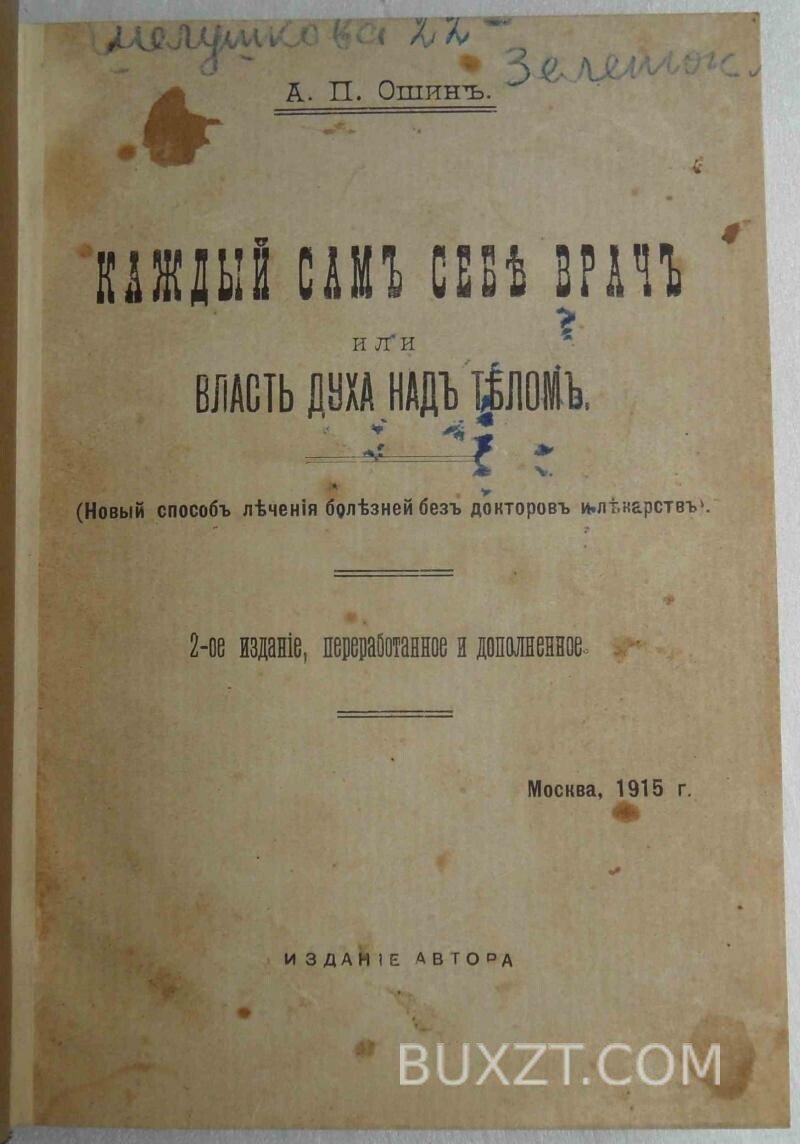 22-
А. П. Ошинъ.
КАЖДЫЙ САМЪ СЕБѢ ВРАЧЪ
или
ВЛАСТЬ ДУХА НАДЪ ТѢЛОМЪ.
(Новый способъ лѣченія болѣзней безъ докторовъ и лѣкарствъ).
2-ое изданіе, переработанное и дополненное.
Москва, 1915 г.
ИЗДАНІЕ АВТОРА
BUXZT.COM